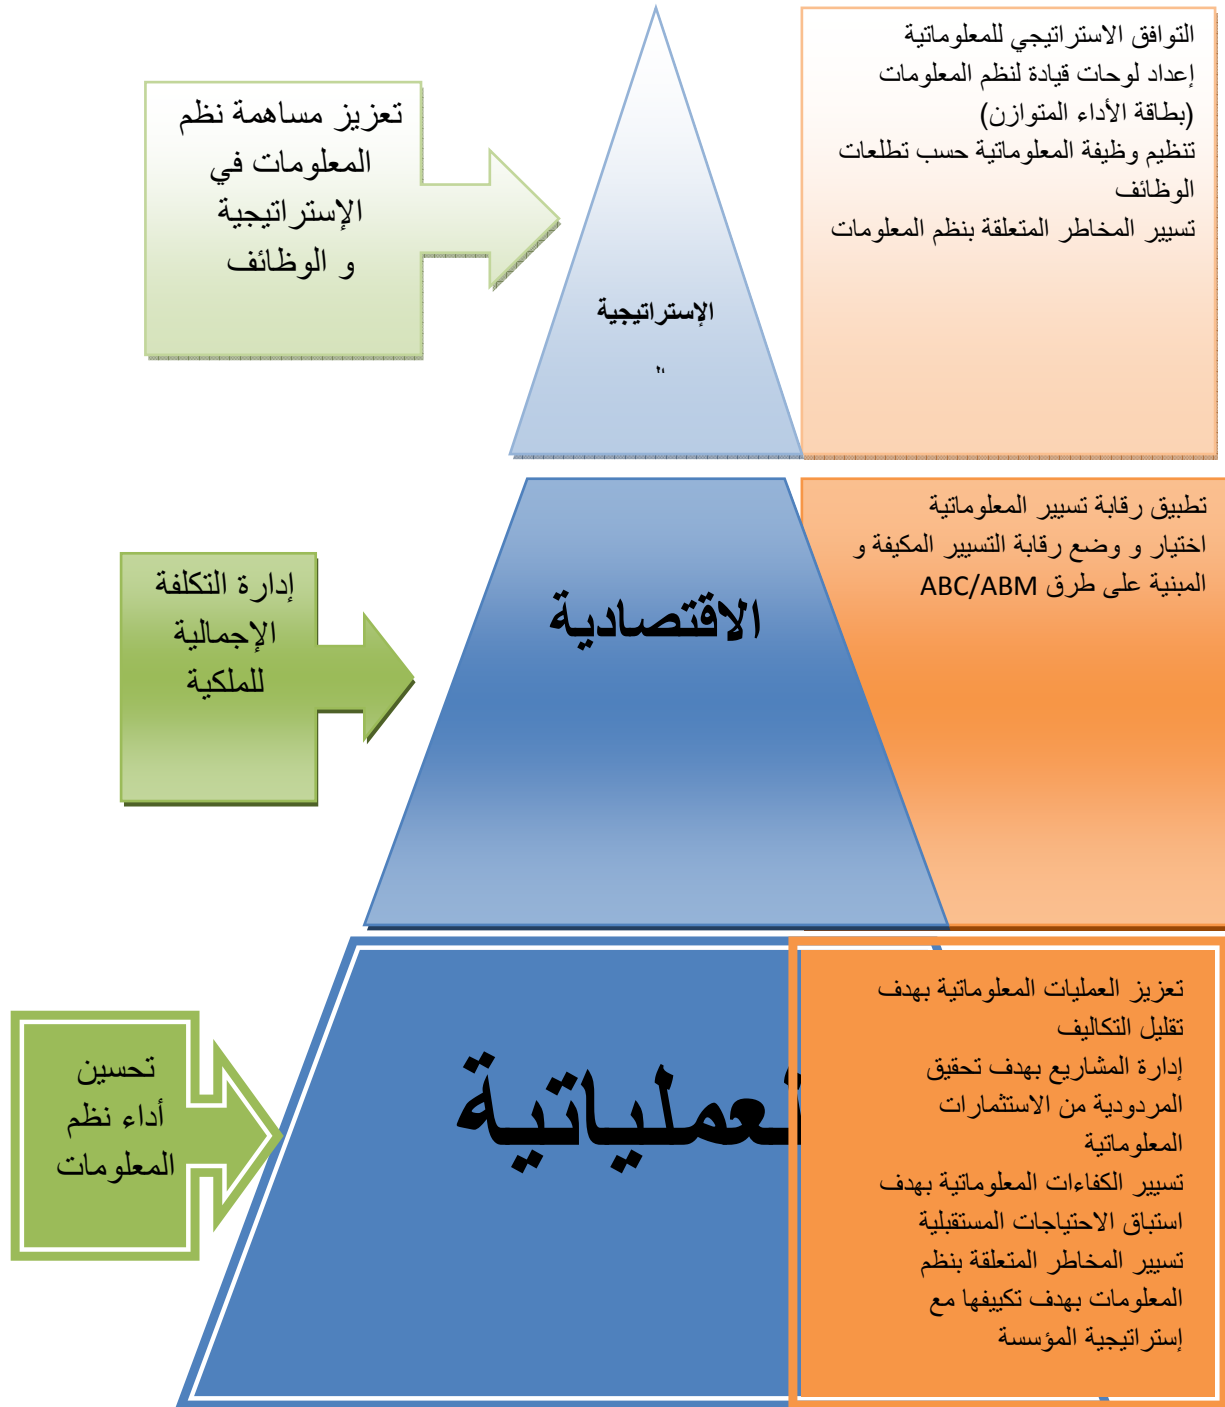 التوافق الاستراتيجي للمعلوماتية
إعداد لوحات قيادة لنظم المعلومات
(بطاقة الأداء المتوازن)
تنظيم وظيفة المعلوماتية حسب تطلعات
الوظائف
تسيير المخاطر المتعلقة بنظم المعلومات
تعزيز مساهمة نظم
المعلومات في
الإستراتيجية
و الوظائف
الإستراتيجية
تطبيق رقابة تسيير المعلوماتية
اختيار و وضع رقابة التسيير المكيفة و
المبنية على طرق ABC/ABM
الاقتصادية
إدارة التكلفة
الإجمالية
للملكية
تعزيز العمليات المعلوماتية بهدف
تقليل التكاليف
إدارة المشاريع بهدف تحقيق
المردودية من الاستثمارات
المعلوماتية
تسيير الكفاءات المعلوماتية بهدف
استباق الاحتياجات المستقبلية
تسيير المخاطر المتعلقة بنظم
المعلومات بهدف تكييفها مع
إستراتيجية المؤسسة
لعملياتية
تحسين
أداء نظم
المعلومات